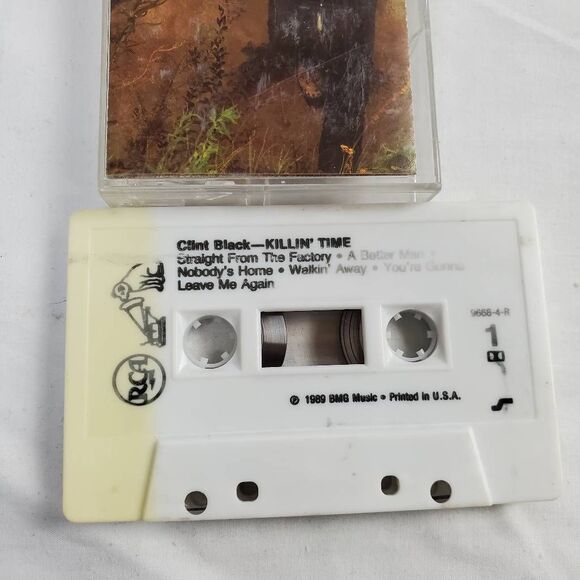 Clint Black—KILLIN' TIME
Straight From The Factory • A Better Man •
Nobody's Home • Walkin' Away • You're Gonna
Leave Me Again
9668-4-R
1
RCA
℗ 1989 BMG Music • Printed in U.S.A.